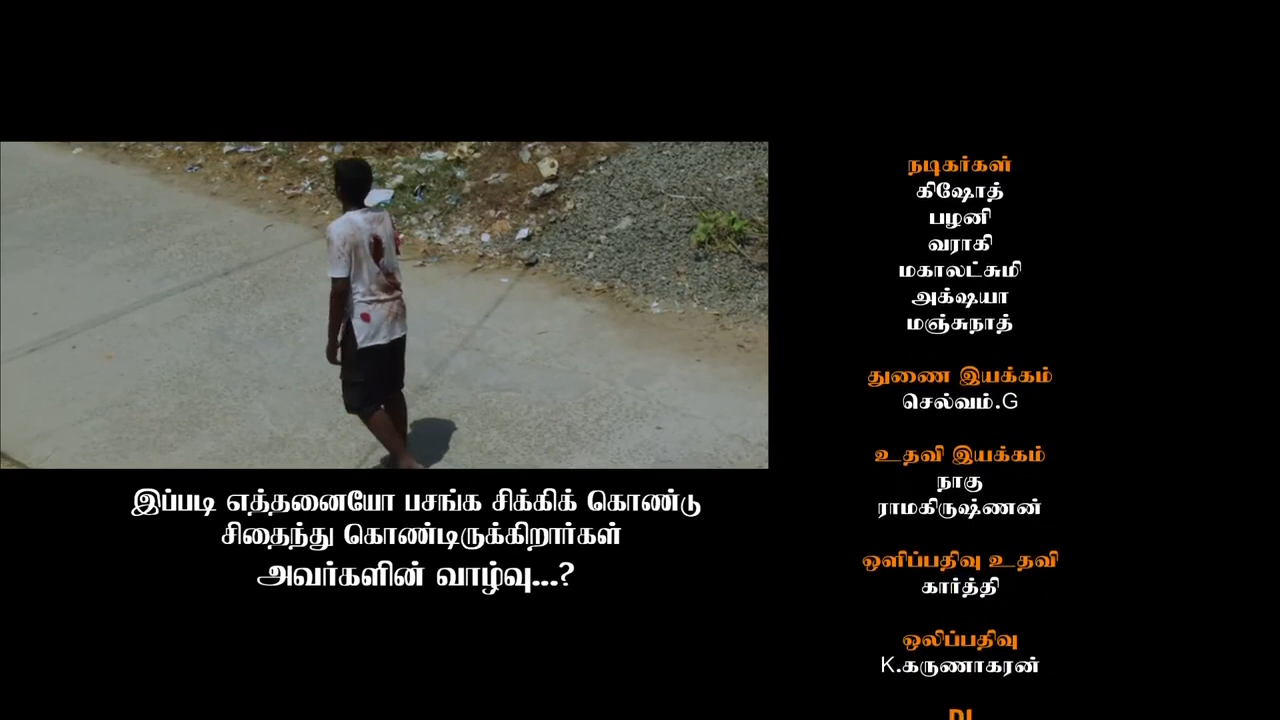 இப்படி எத்தனையோ பசங்க சிக்கிக் கொண்டு
சிதைந்து கொண்டிருக்கிறார்கள்
அவர்களின் வாழ்வு...?
நடிகர்கள்
கிஷோத்
பழனி
வராகி
மகாலட்சுமி
அக்ஷயா
மஞ்சுநாத்
துணை இயக்கம்
செல்வம்.G
உதவி இயக்கம்
நாகு
ராமகிருஷ்ணன்
ஒளிப்பதிவு உதவி
கார்த்தி
ஒலிப்பதிவு
K.கருணாகரன்